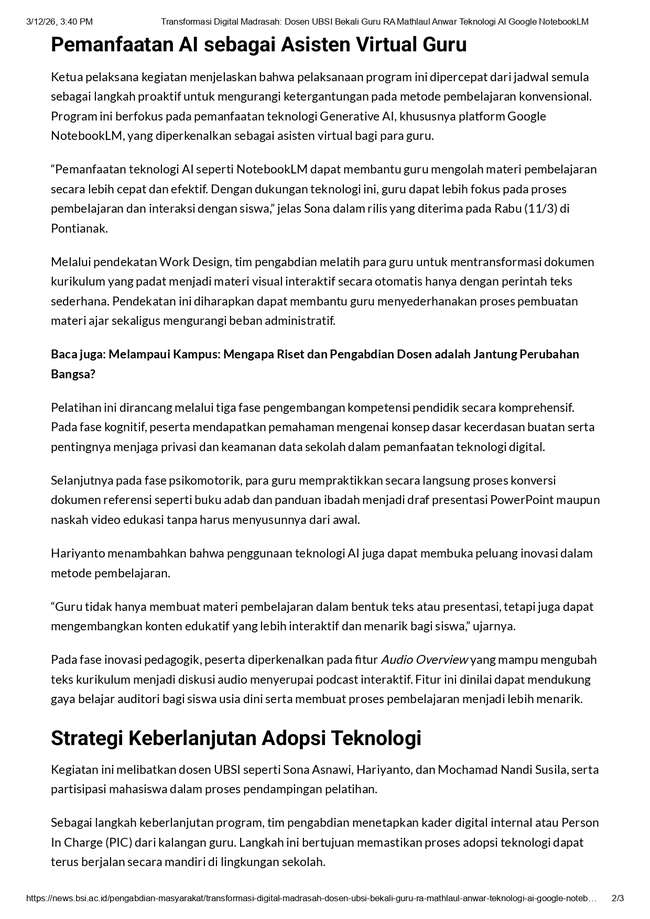 3/12/26, 3:40 PM
Transformasi Digital Madrasah: Dosen UBSI Bekali Guru RA Mathlaul Anwar Teknologi AI Google NotebookLM
Pemanfaatan AI sebagai Asisten Virtual Guru
Ketua pelaksana kegiatan menjelaskan bahwa pelaksanaan program ini dipercepat dari jadwal semula
sebagai langkah proaktif untuk mengurangi ketergantungan pada metode pembelajaran konvensional.
Program ini berfokus pada pemanfaatan teknologi Generative AI, khususnya platform Google
NotebookLM, yang diperkenalkan sebagai asisten virtual bagi para guru.
“Pemanfaatan teknologi AI seperti NotebookLM dapat membantu guru mengolah materi pembelajaran
secara lebih cepat dan efektif. Dengan dukungan teknologi ini, guru dapat lebih fokus pada proses
pembelajaran dan interaksi dengan siswa,” jelas Sona dalam rilis yang diterima pada Rabu (11/3) di
Pontianak.
Melalui pendekatan Work Design, tim pengabdian melatih para guru untuk mentransformasi dokumen
kurikulum yang padat menjadi materi visual interaktif secara otomatis hanya dengan perintah teks
sederhana. Pendekatan ini diharapkan dapat membantu guru menyederhanakan proses pembuatan
materi ajar sekaligus mengurangi beban administratif.
Baca juga: Melampaui Kampus: Mengapa Riset dan Pengabdian Dosen adalah Jantung Perubahan
Bangsa?
Pelatihan ini dirancang melalui tiga fase pengembangan kompetensi pendidik secara komprehensif.
Pada fase kognitif, peserta mendapatkan pemahaman mengenai konsep dasar kecerdasan buatan serta
pentingnya menjaga privasi dan keamanan data sekolah dalam pemanfaatan teknologi digital.
Selanjutnya pada fase psikomotorik, para guru mempraktikkan secara langsung proses konversi
dokumen referensi seperti buku adab dan panduan ibadah menjadi draf presentasi PowerPoint maupun
naskah video edukasi tanpa harus menyusunnya dari awal.
Hariyanto menambahkan bahwa penggunaan teknologi AI juga dapat membuka peluang inovasi dalam
metode pembelajaran.
“Guru tidak hanya membuat materi pembelajaran dalam bentuk teks atau presentasi, tetapi juga dapat
mengembangkan konten edukatif yang lebih interaktif dan menarik bagi siswa,” ujarnya.
Pada fase inovasi pedagogik, peserta diperkenalkan pada fitur Audio Overview yang mampu mengubah
teks kurikulum menjadi diskusi audio menyerupai podcast interaktif. Fitur ini dinilai dapat mendukung
gaya belajar auditori bagi siswa usia dini serta membuat proses pembelajaran menjadi lebih menarik.
Strategi Keberlanjutan Adopsi Teknologi
Kegiatan ini melibatkan dosen UBSI seperti Sona Asnawi, Hariyanto, dan Mochamad Nandi Susila, serta
partisipasi mahasiswa dalam proses pendampingan pelatihan.
Sebagai langkah keberlanjutan program, tim pengabdian menetapkan kader digital internal atau Person
In Charge (PIC) dari kalangan guru. Langkah ini bertujuan memastikan proses adopsi teknologi dapat
terus berjalan secara mandiri di lingkungan sekolah.
https://news.bsi.ac.id/pengabdian-masyarakat/transformasi-digital-madrasah-dosen-ubsi-bekali-guru-ra-mathlaul-anwar-teknologi-ai-google-noteb…
2/3